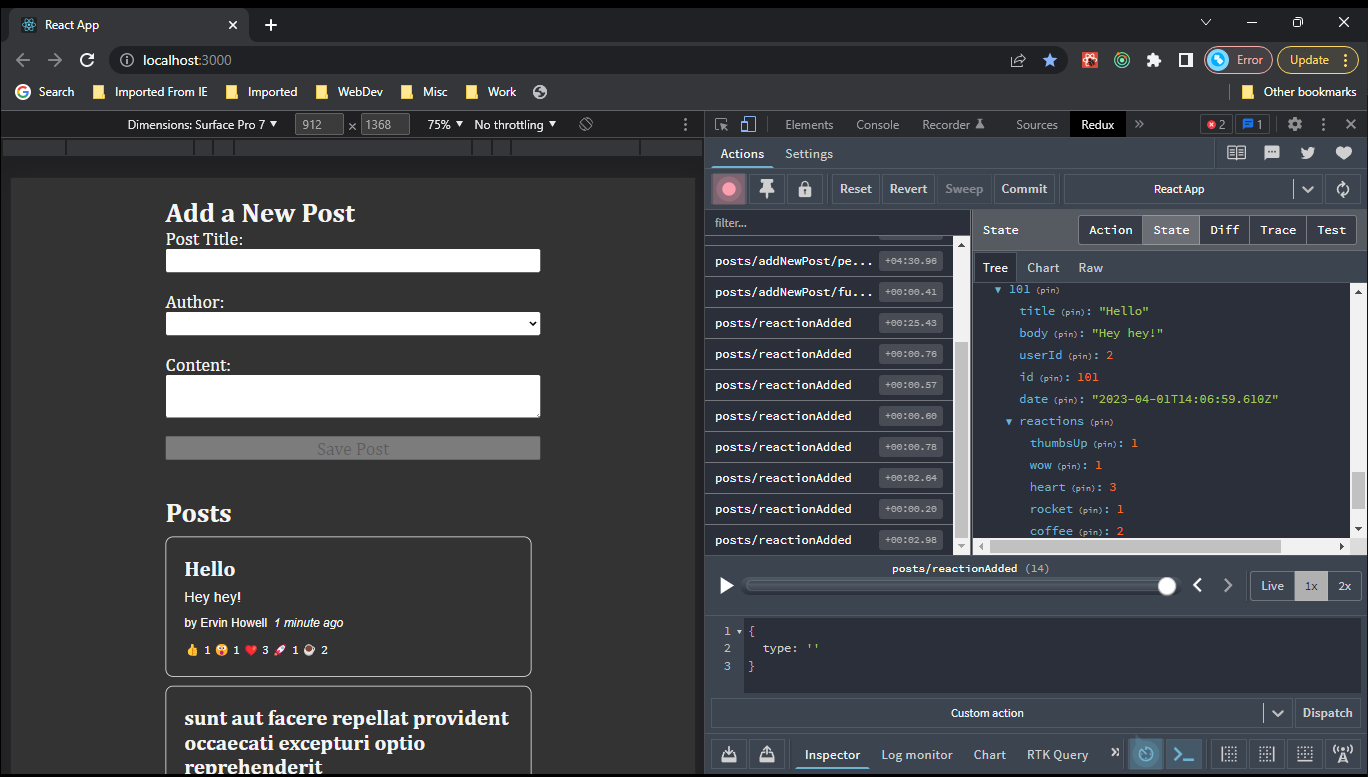 React App
localhost:3000
Error
Update
Search
Imported From IE
Imported
WebDev
Misc
Work
Other bookmarks
Dimensions: Surface Pro 7
912
×
1368
75%
No throttling
Elements
Console
Recorder
Sources
Redux
»
2
1
Actions
Settings
Reset
Revert
Sweep
Commit
React App
filter...
State
Action
State
Diff
Trace
Test
Tree
Chart
Raw
posts/addNewPost/pe... +04:30.96
posts/addNewPost/fu... +00:00.41
posts/reactionAdded +00:25.43
posts/reactionAdded +00:00.76
posts/reactionAdded +00:00.57
posts/reactionAdded +00:00.60
posts/reactionAdded +00:00.78
posts/reactionAdded +00:02.64
posts/reactionAdded +00:00.20
posts/reactionAdded +00:02.98
101 (pin)
title (pin): "Hello"
body (pin): "Hey hey!"
userId (pin): 2
id (pin): 101
date (pin): "2023-04-01T14:06:59.610Z"
reactions (pin)
thumbsUp (pin): 1
wow (pin): 1
heart (pin): 3
rocket (pin): 1
coffee (pin): 2
posts/reactionAdded (14)
Live
1x
2x
1 {
2 type: ''
3 }
Custom action
Dispatch
Inspector
Log monitor
Chart
RTK Query
»
Add a New Post
Post Title:
Author:
Content:
Save Post
Posts
Hello
Hey hey!
by Ervin Howell 1 minute ago
👍 1 😲 1 ❤️ 3 🚀 1 ☕ 2
sunt aut facere repellat provident
occaecati excepturi optio
reprehenderit